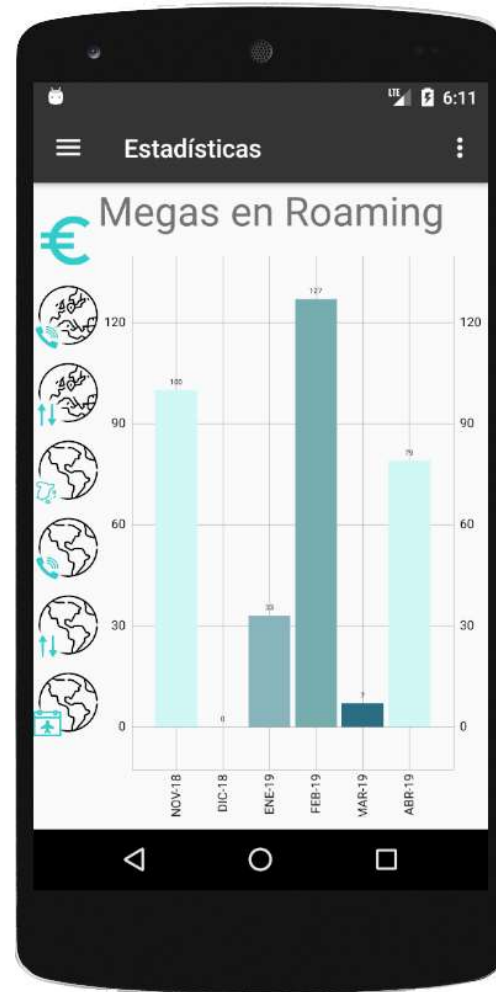 LTE 6:11
Estadísticas
€ Megas en Roaming
127
120 120
100
90 90
79
60 60
33
30 30
7
0 0 0
NOV-18 DIC-18 ENE-19 FEB-19 MAR-19 ABR-19